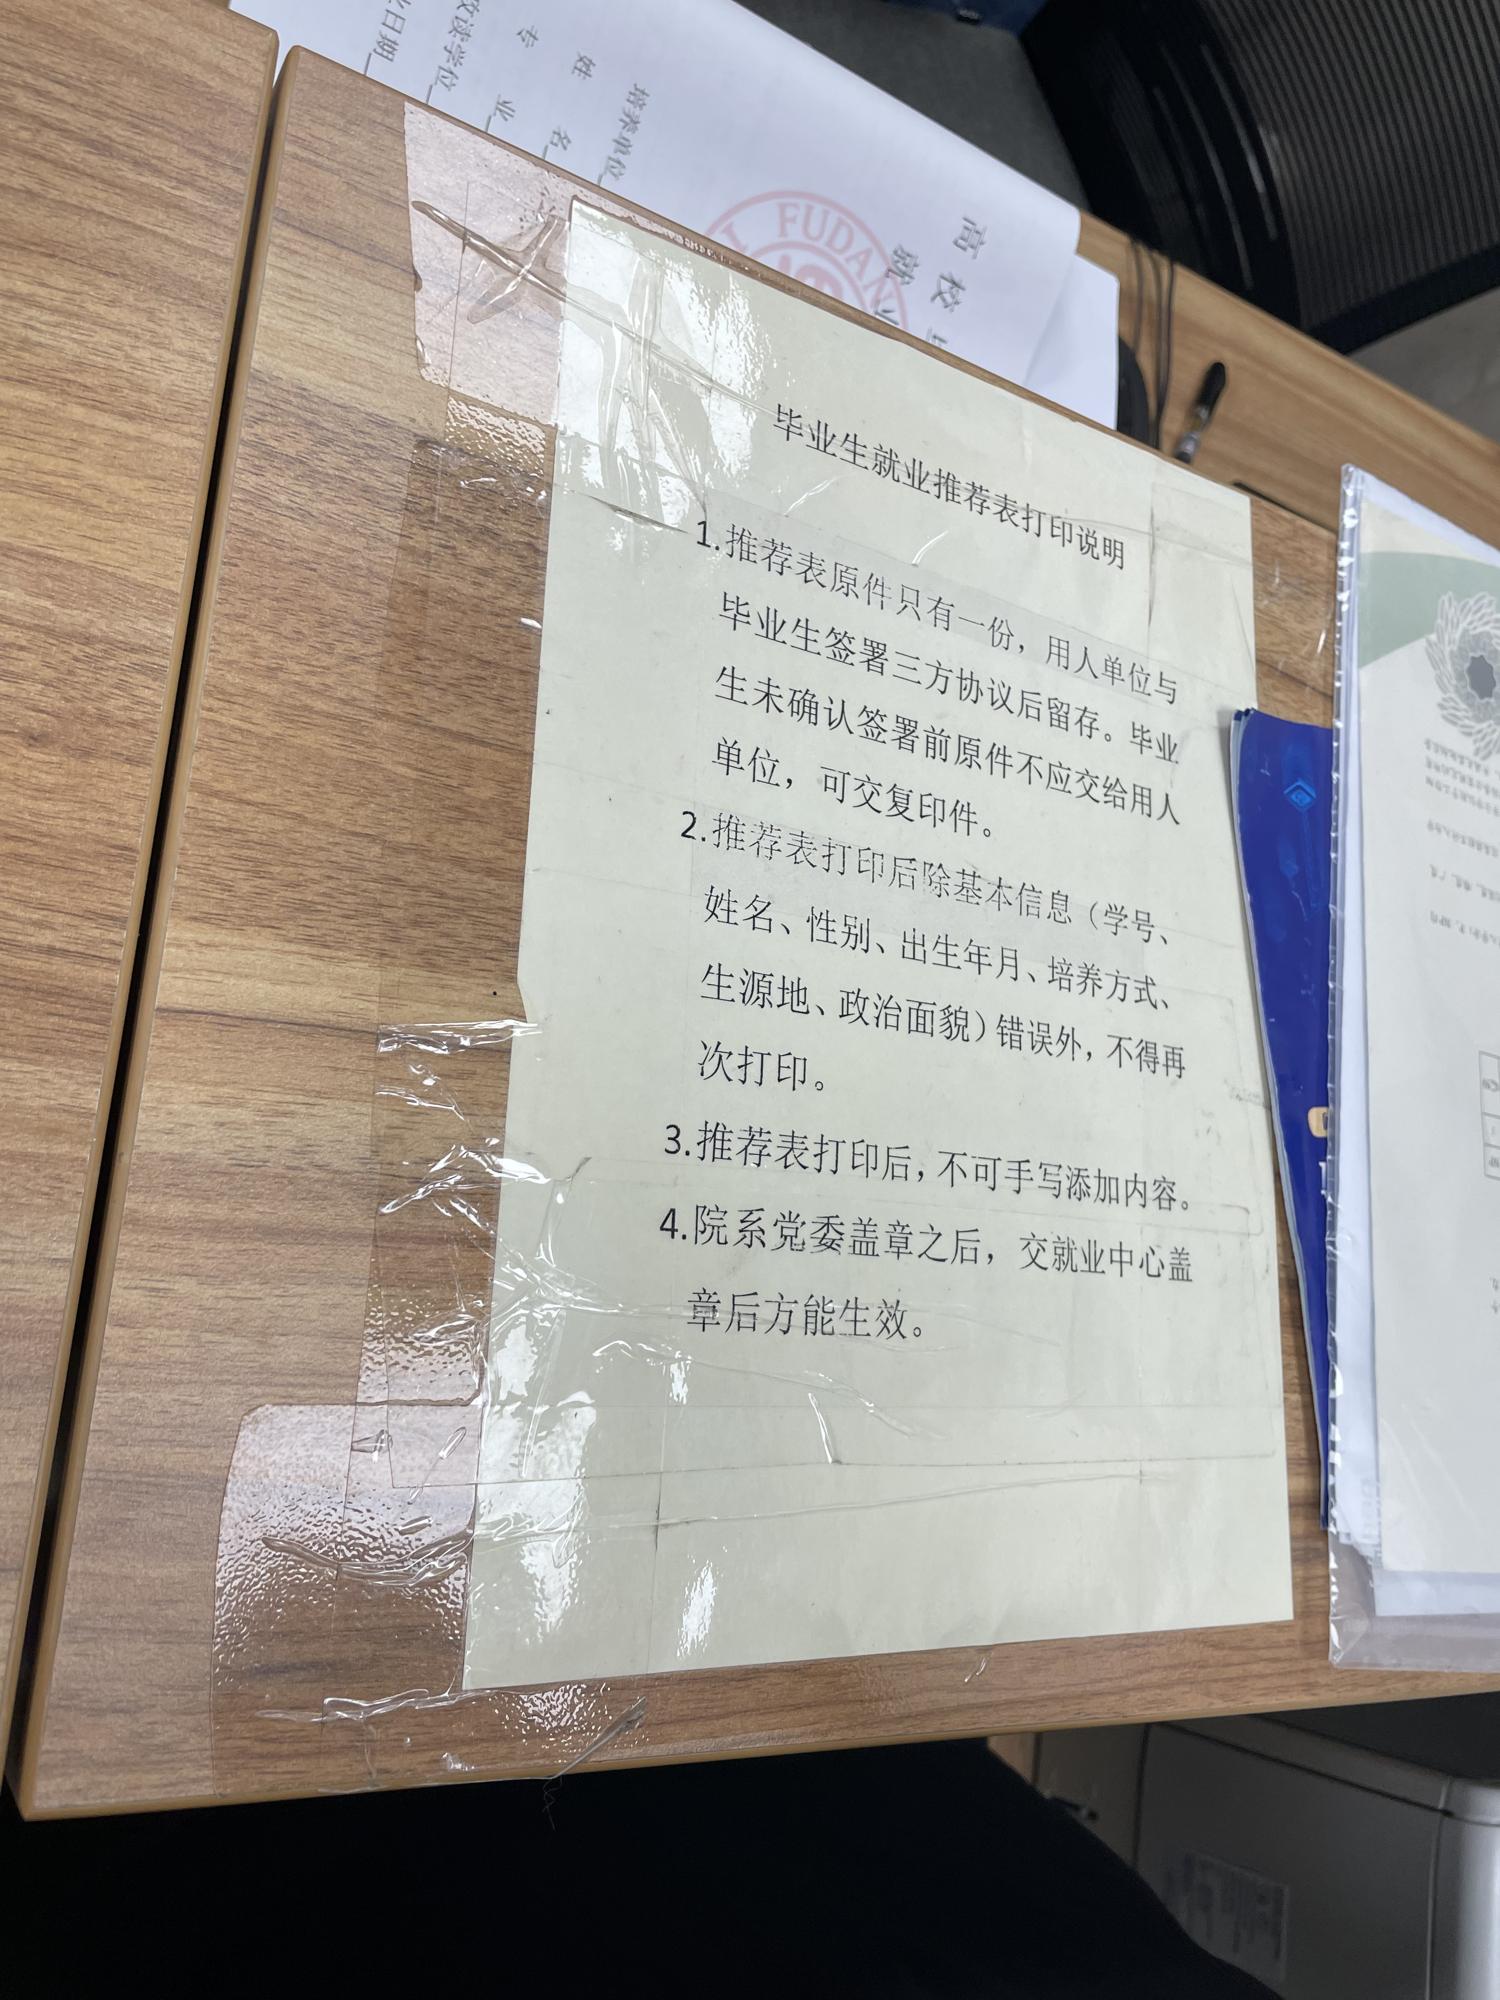 毕业生就业推荐表打印说明
1.推荐表原件只有一份，用人单位与
毕业生签署三方协议后留存。毕业
生未确认签署前原件不应交给用人
单位，可交复印件。
2.推荐表打印后除基本信息（学号、
姓名、性别、出生年月、培养方式、
生源地、政治面貌）错误外，不得再
次打印。
3.推荐表打印后，不可手写添加内容。
4.院系党委盖章之后，交就业中心盖
章后方能生效。
培养单位
姓 名
专 业
攻读学位
业日期
FUDAN